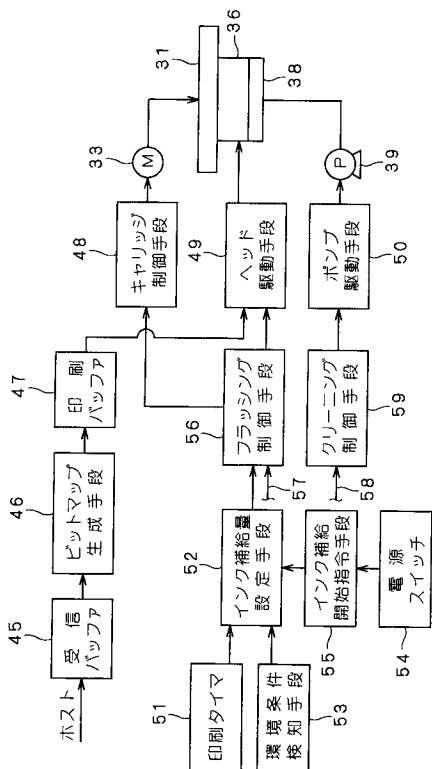 ホスト
45
受信
バッファ
46
ビットマップ
生成手段
47
印刷
バッファ
48
キャリッジ
制御手段
33
M
31
36
38
49
ヘッド
駆動手段
56
フラッシング
制御手段
57
52
インク補給量
設定手段
51
印刷タイマ
53
環境条件
検知手段
55
インク補給
開始指令手段
54
電源
スイッチ
58
59
クリーニング
制御手段
50
ポンプ
駆動手段
P
39